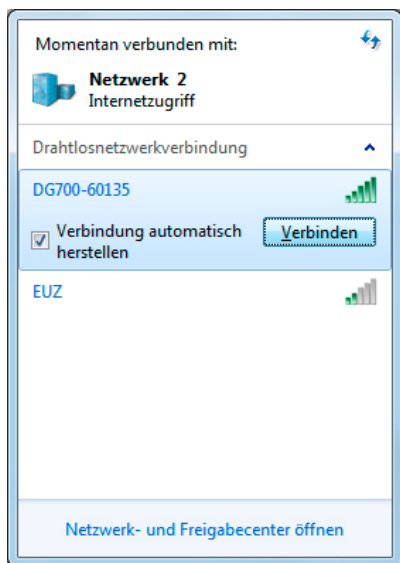 Momentan verbunden mit:
Netzwerk 2
Internetzugriff
Drahtlosnetzwerkverbindung
DG700-60135
Verbindung automatisch
herstellen
Verbinden
EUZ
Netzwerk- und Freigabecenter öffnen